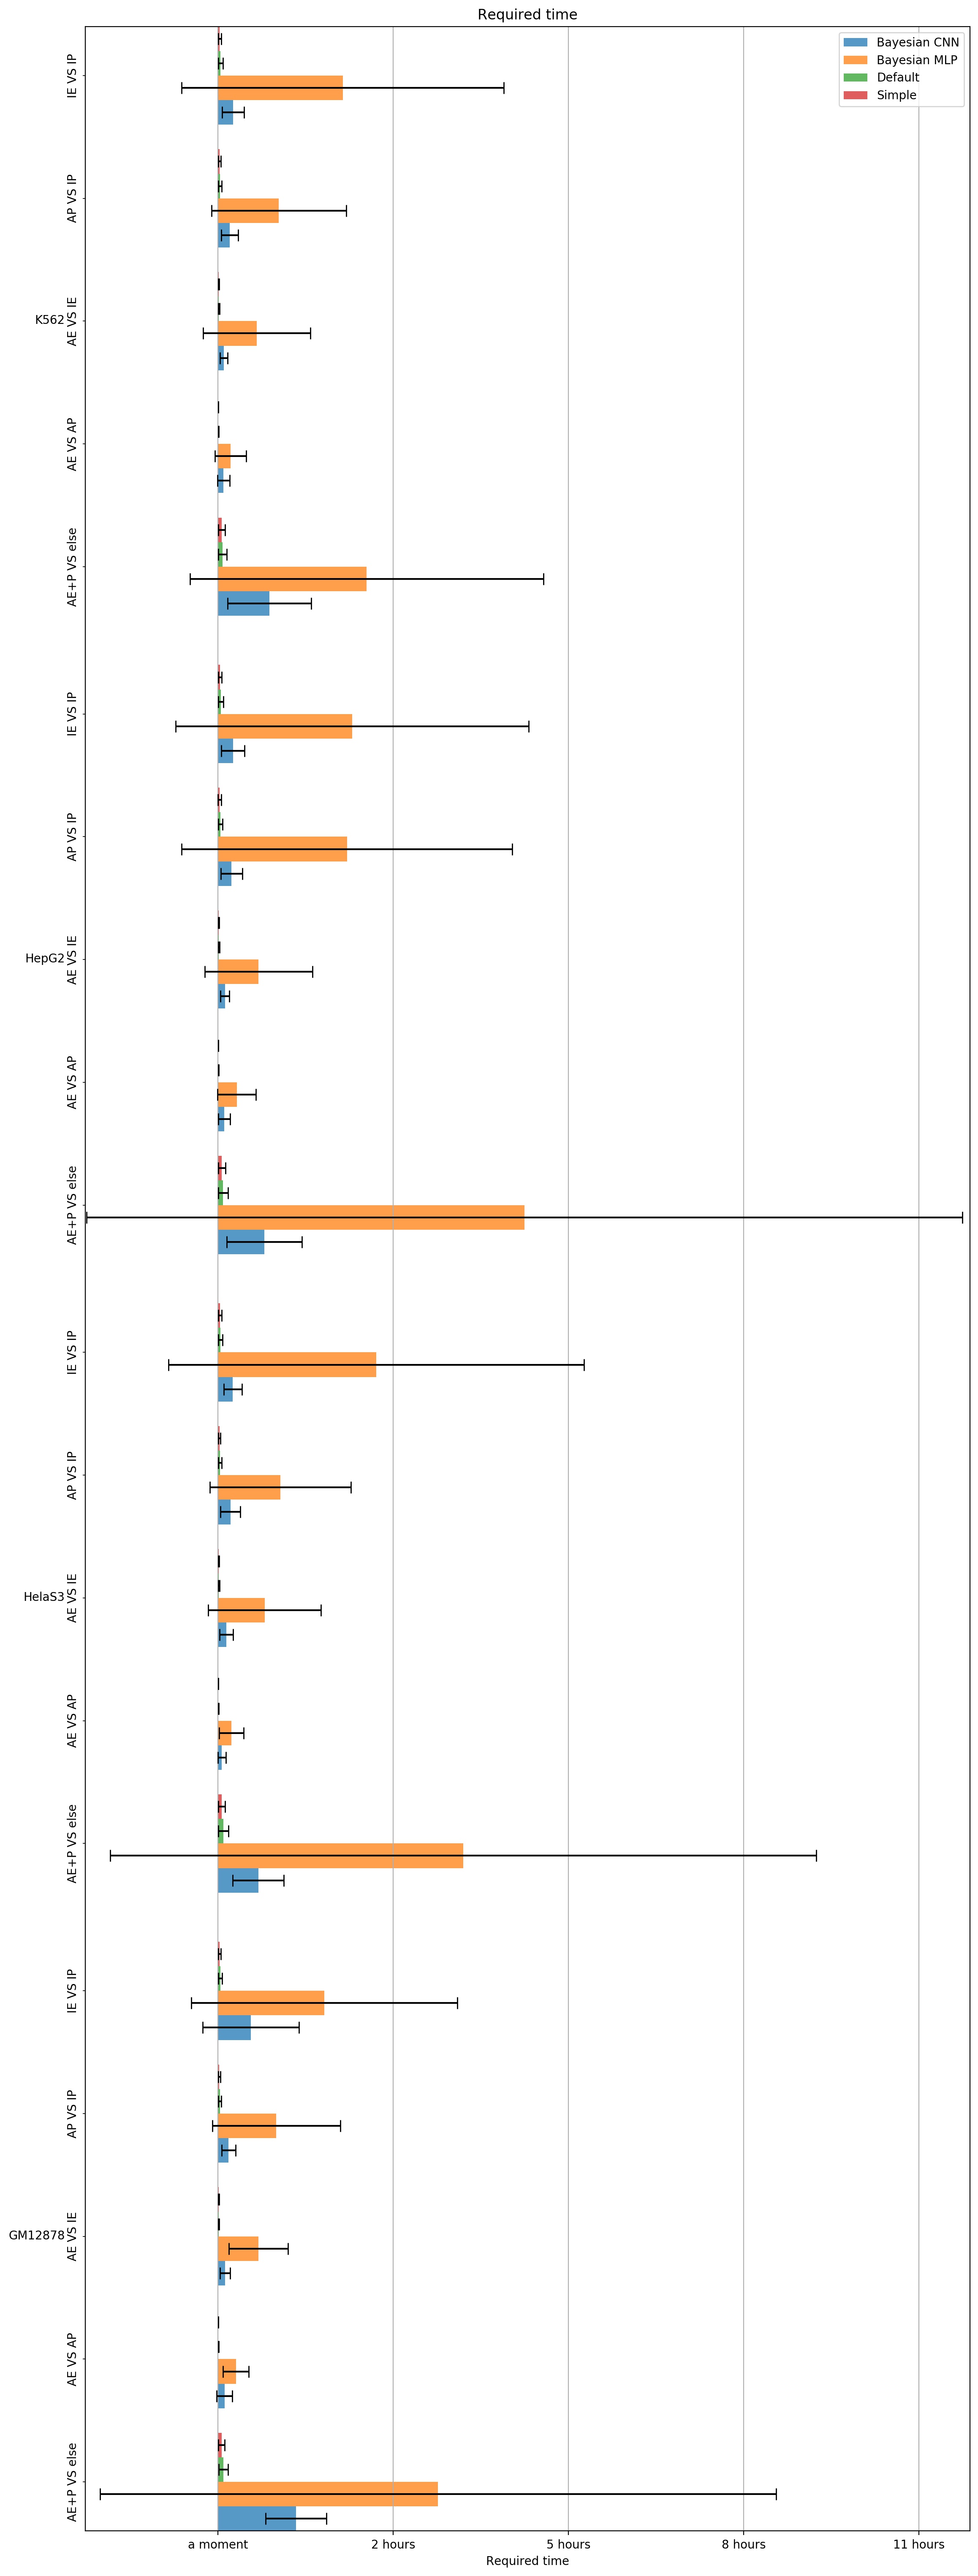 Required time
Bayesian CNN
Bayesian MLP
Default
Simple
IE VS IP
AP VS IP
K562
AE VS IE
AE VS AP
AE+P VS else
IE VS IP
AP VS IP
HepG2
AE VS IE
AE VS AP
AE+P VS else
IE VS IP
AP VS IP
HelaS3
AE VS IE
AE VS AP
AE+P VS else
IE VS IP
AP VS IP
GM12878
AE VS IE
AE VS AP
AE+P VS else
a moment 2 hours 5 hours 8 hours 11 hours
Required time